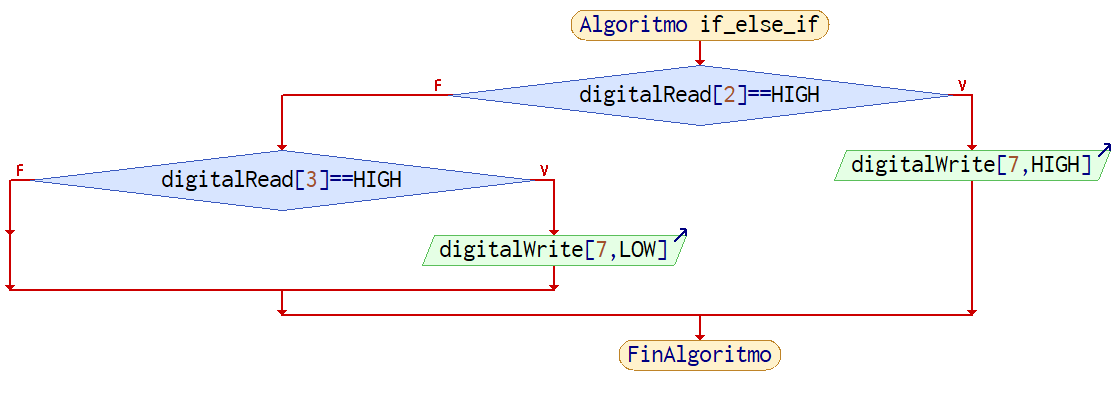 Algoritmo if_else_if
F
digitalRead[2]==HIGH
V
F
digitalRead[3]==HIGH
V
digitalWrite[7,HIGH]
digitalWrite[7,LOW]
FinAlgoritmo